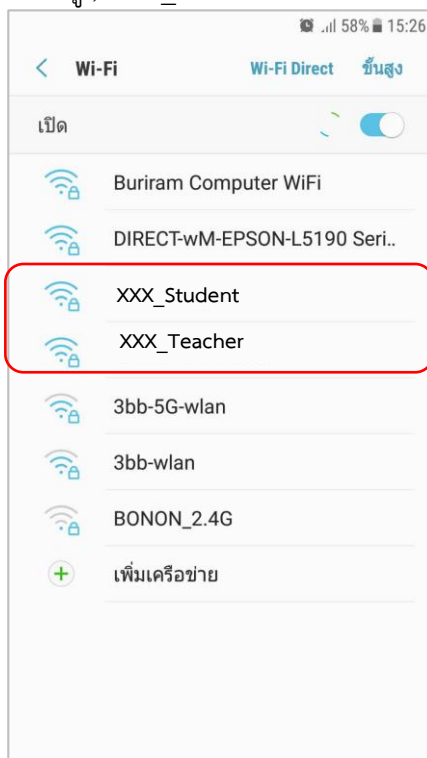 58% 15:26
Wi-Fi Wi-Fi Direct ขั้นสูง
เปิด
Buriram Computer WiFi
DIRECT-wM-EPSON-L5190 Seri..
XXX_Student
XXX_Teacher
3bb-5G-wlan
3bb-wlan
BONON_2.4G
เพิ่มเครือข่าย